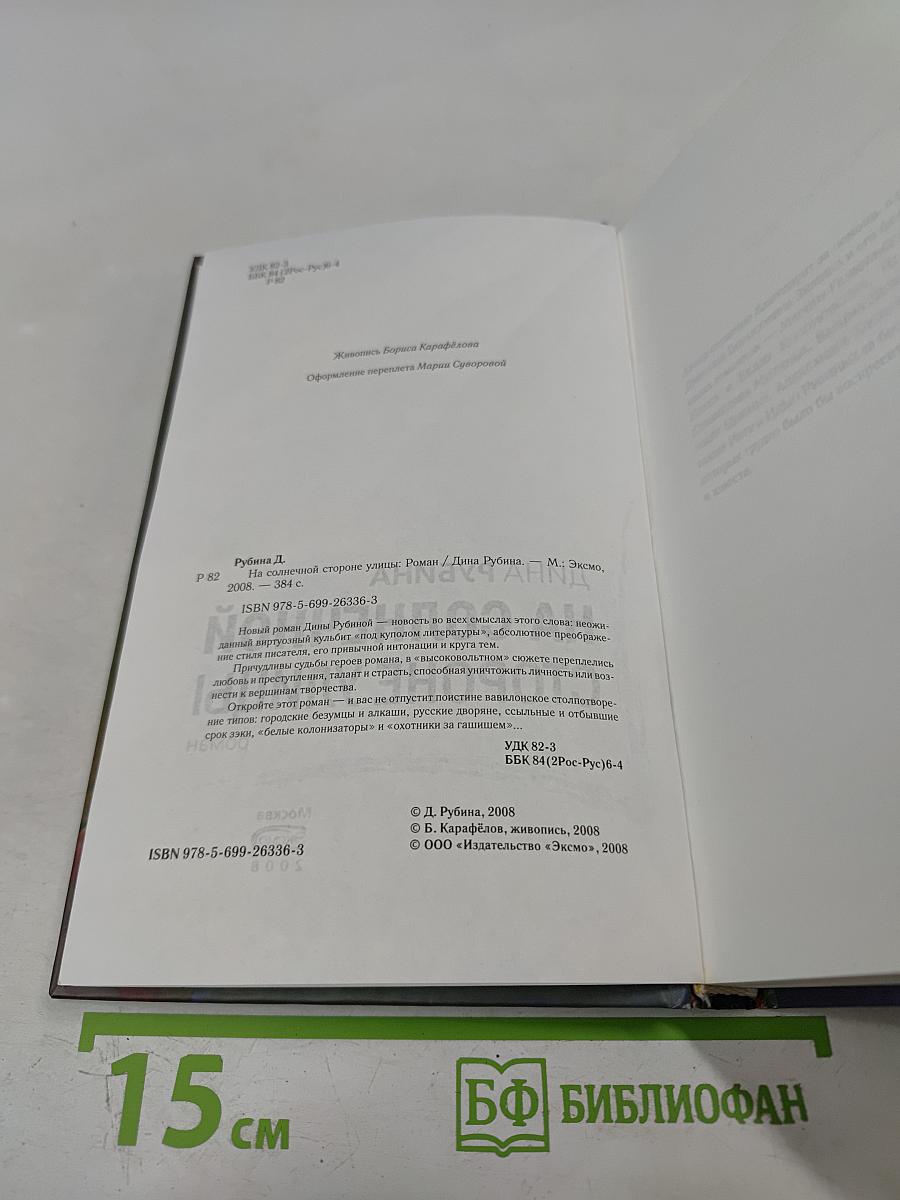 УДК 82-3
ББК 84(2Рос-Рус)6-4
Р 82
Живопись Бориса Карафёлова
Оформление переплета Марии Суворовой
Рубина Д.
Р 82 На солнечной стороне улицы: Роман / Дина Рубина. — М.: Эксмо,
2008. — 384 с.
ISBN 978-5-699-26336-3
Новый роман Дины Рубиной — новость во всех смыслах этого слова: неожи-
данный виртуозный кульбит «под куполом литературы», абсолютное преображе-
ние стиля писателя, его привычной интонации и круга тем.
Причудливы судьбы героев романа, в «высоковольтном» сюжете переплелись
любовь и преступления, талант и страсть, способная уничтожить личность или воз-
нести к вершинам творчества.
Откройте этот роман — и вас не отпустит поистине вавилонское столпотворе-
ние типов: городские безумцы и алкаши, русские дворяне, ссыльные и отбывшие
срок зэки, «белые колонизаторы» и «охотники за гашишем»...
УДК 82-3
ББК 84(2Рос-Рус)6-4
© Д. Рубина, 2008
© Б. Карафёлов, живопись, 2008
© ООО «Издательство «Эксмо», 2008
ISBN 978-5-699-26336-3
было бы
и вместе.
15 см
БФ БИБЛИОФАН